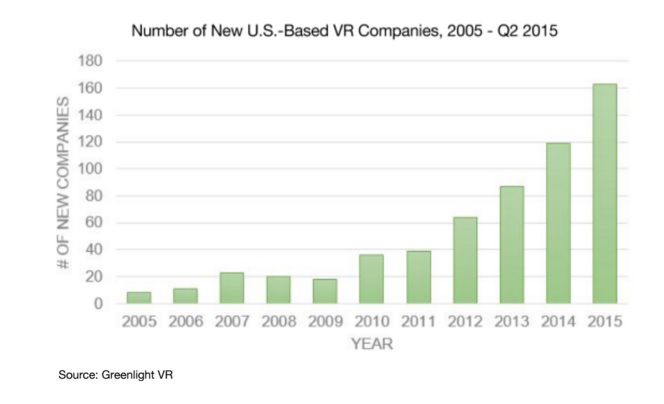 Number of New U.S.-Based VR Companies, 2005 - Q2 2015
180
160
140
120
100
80
60
40
20
0
# OF NEW COMPANIES
2005 2006 2007 2008 2009 2010 2011 2012 2013 2014 2015
YEAR
Source: Greenlight VR